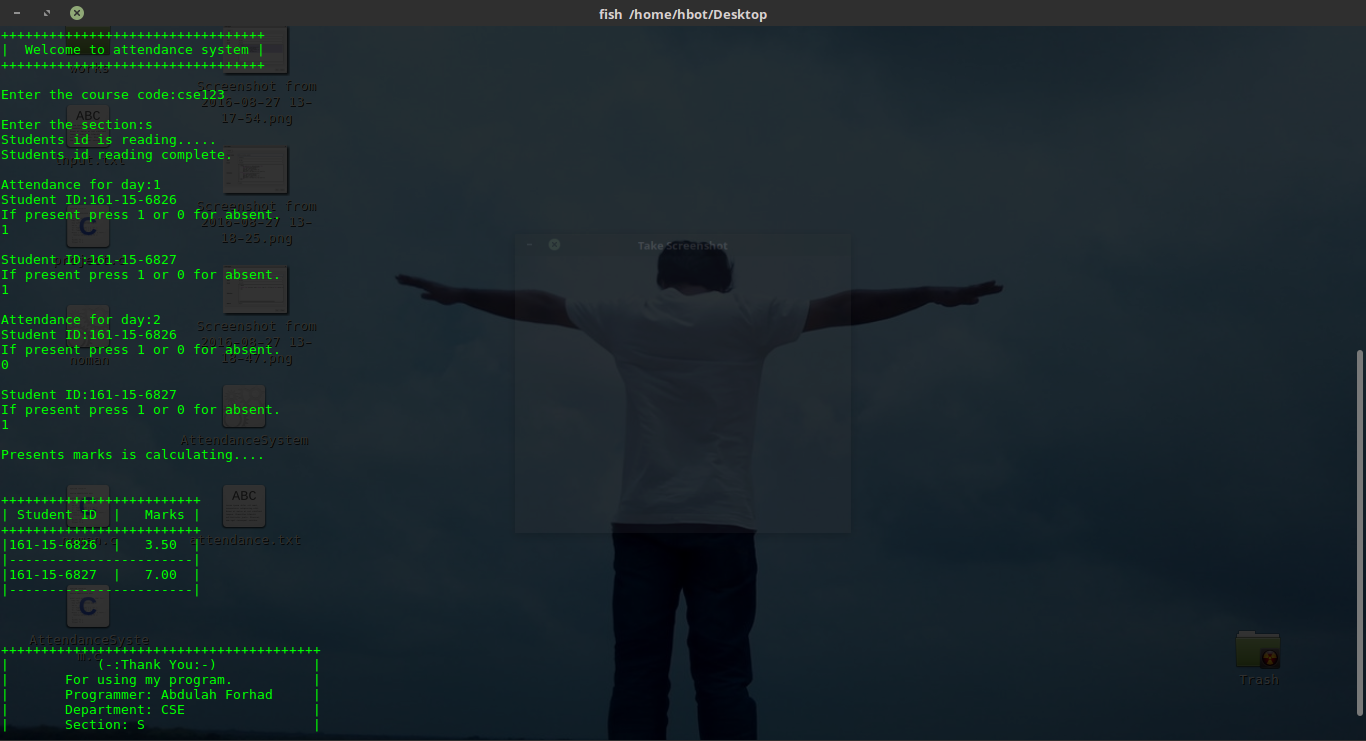 fish /home/hbot/Desktop
+++++++++++++++++++++++++++++++++
|  Welcome to attendance system |
+++++++++++++++++++++++++++++++++
Enter the course code:cse123
Enter the section:s
Students id is reading.....
Students id reading complete.
Attendance for day:1
Student ID:161-15-6826
If present press 1 or 0 for absent.
1
Student ID:161-15-6827
If present press 1 or 0 for absent.
1
Attendance for day:2
Student ID:161-15-6826
If present press 1 or 0 for absent.
0
Student ID:161-15-6827
If present press 1 or 0 for absent.
1
Presents marks is calculating....
+++++++++++++++++++++++++
| Student ID  |   Marks |
+++++++++++++++++++++++++
|161-15-6826  |   3.50  |
|-----------------------|
|161-15-6827  |   7.00  |
|-----------------------|
++++++++++++++++++++++++++++++++++++++++
|           (-:Thank You:-)            |
|       For using my program.          |
|       Programmer: Abdulah Forhad     |
|       Department: CSE                |
|       Section: S                     |
works
Screenshot from
2016-08-27 13-
17-54.png
ABC
input.txt
Screenshot from
2016-08-27 13-
18-25.png
C
Take Screenshot
Screenshot from
2016-08-27 13-
noman
AttendanceSystem
ABC
attendance.txt
C
AttendanceSyste
Trash